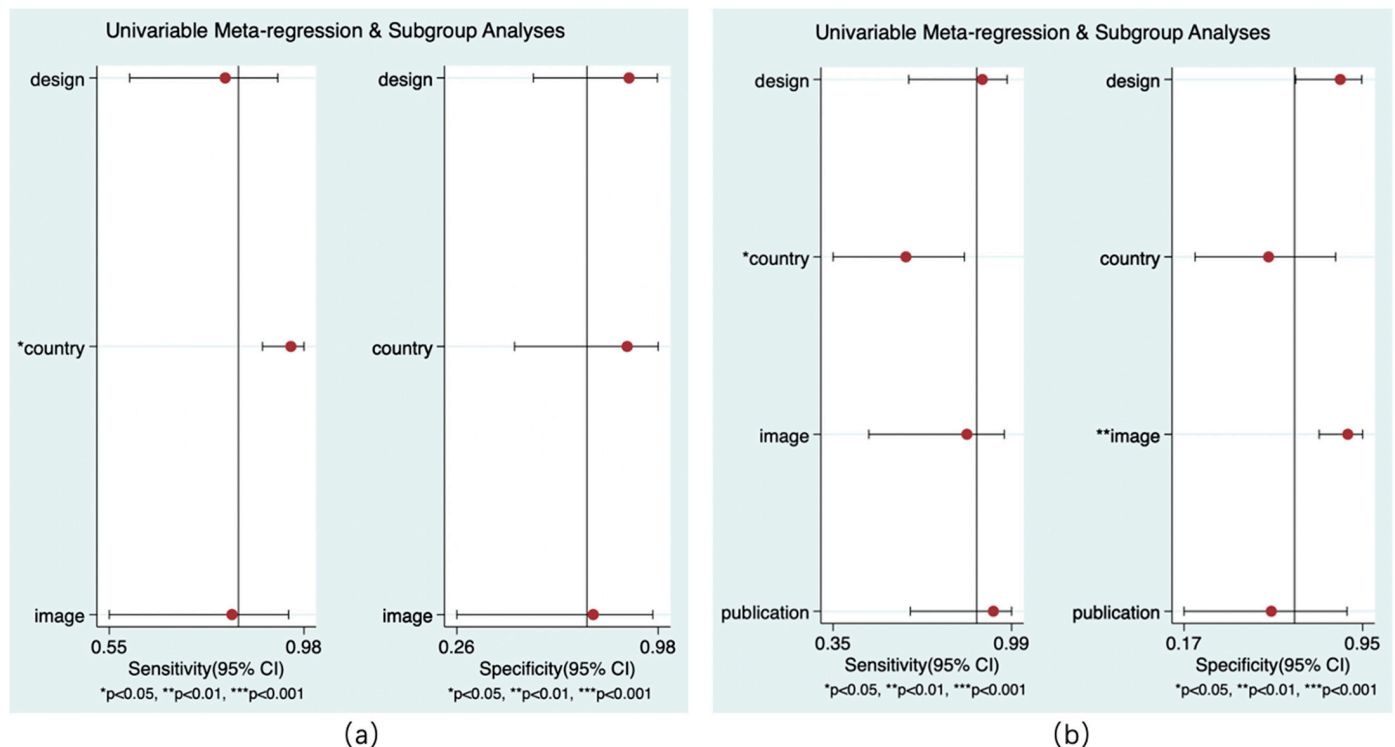 Univariable Meta-regression & Subgroup Analyses
design
*country
image
0.55 0.98
Sensitivity(95% CI)
*p<0.05, **p<0.01, ***p<0.001
design
country
image
0.26 0.98
Specificity(95% CI)
*p<0.05, **p<0.01, ***p<0.001
(a)
Univariable Meta-regression & Subgroup Analyses
design
*country
image
publication
0.35 0.99
Sensitivity(95% CI)
*p<0.05, **p<0.01, ***p<0.001
design
country
**image
publication
0.17 0.95
Specificity(95% CI)
*p<0.05, **p<0.01, ***p<0.001
(b)